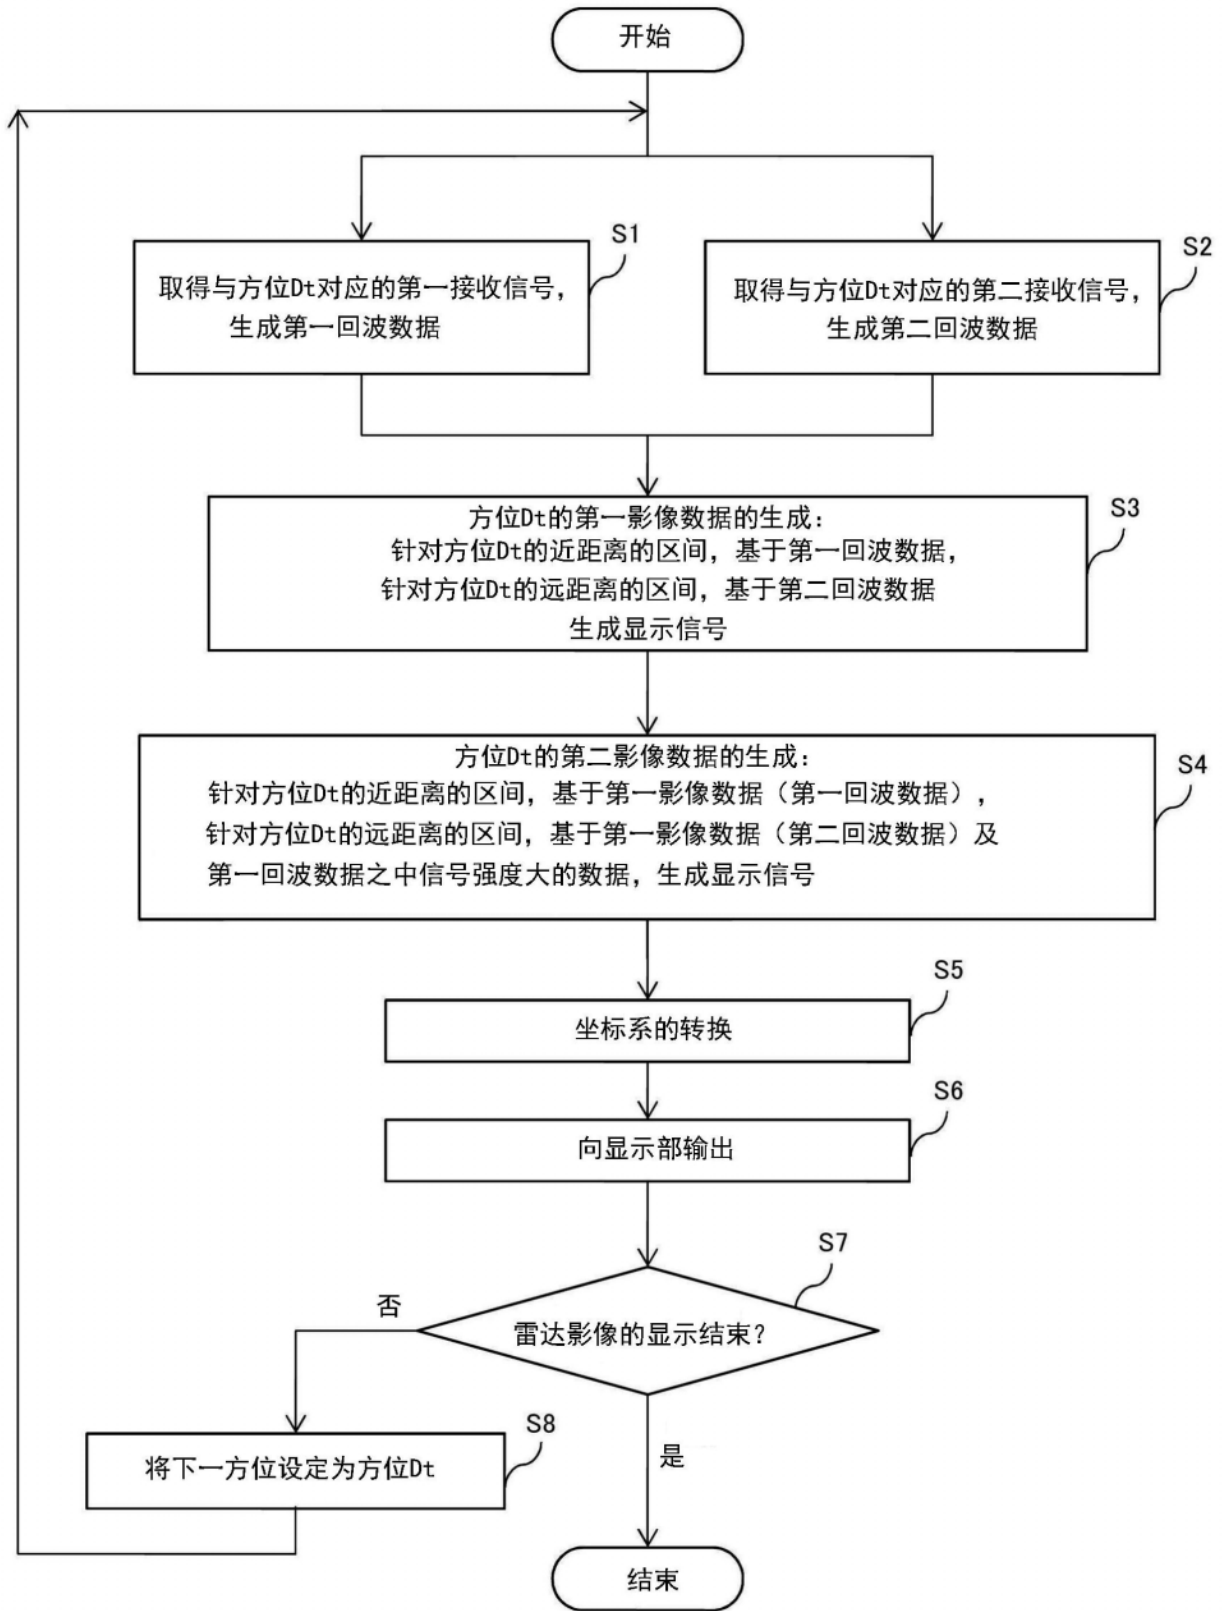 开始
S1
取得与方位Dt对应的第一接收信号，
生成第一回波数据
S2
取得与方位Dt对应的第二接收信号，
生成第二回波数据
S3
方位Dt的第一影像数据的生成：
针对方位Dt的近距离的区间，基于第一回波数据，
针对方位Dt的远距离的区间，基于第二回波数据
生成显示信号
S4
方位Dt的第二影像数据的生成：
针对方位Dt的近距离的区间，基于第一影像数据（第一回波数据），
针对方位Dt的远距离的区间，基于第一影像数据（第二回波数据）及
第一回波数据之中信号强度大的数据，生成显示信号
S5
坐标系的转换
S6
向显示部输出
S7
雷达影像的显示结束？
否
S8
将下一方位设定为方位Dt
是
结束